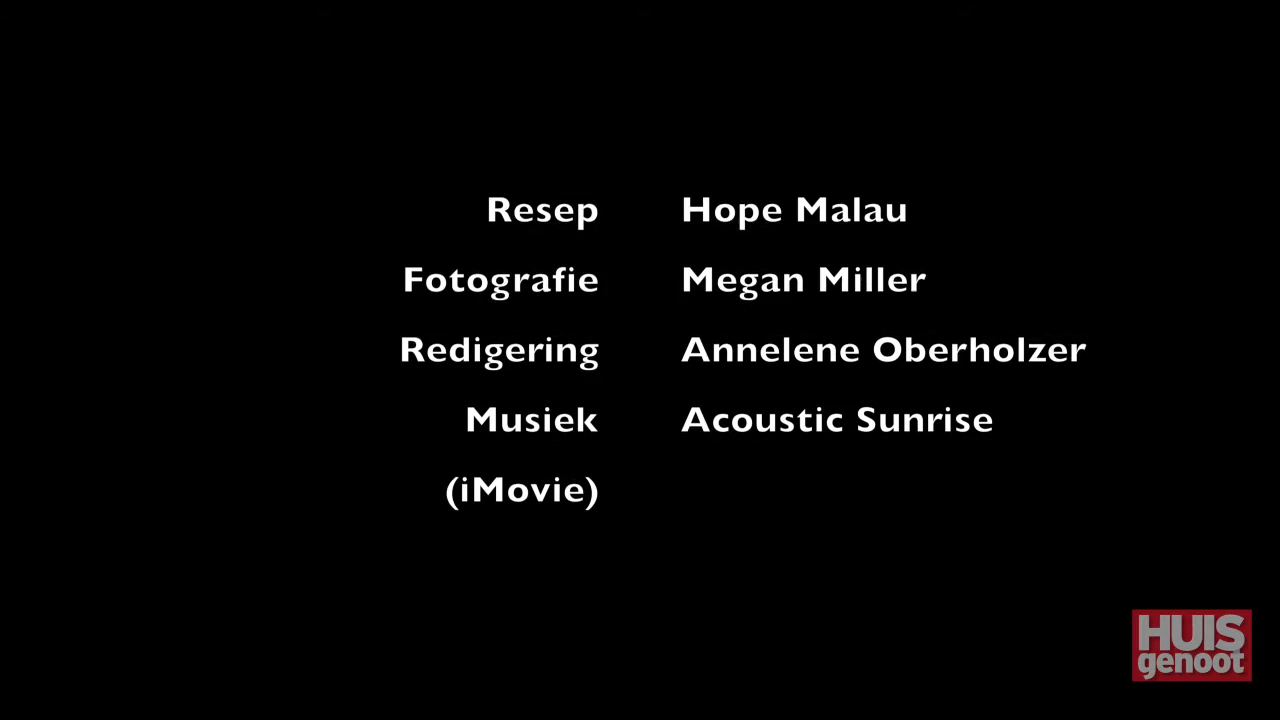 Resep Hope Malau
Fotografie Megan Miller
Redigering Annelene Oberholzer
Musiek Acoustic Sunrise
(iMovie)
HUIS
genoot